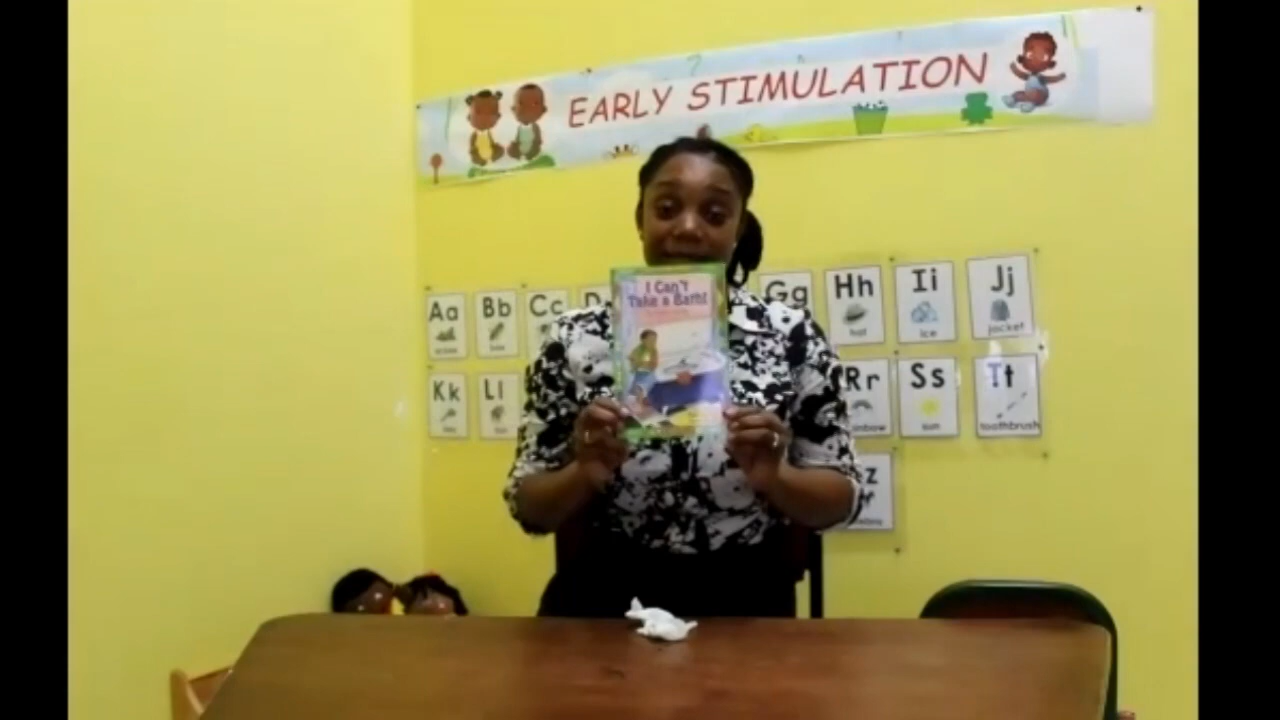 EARLY STIMULATION
I Can't
Take a Bath!
Aa
Bb
Cc
Gg
Hh
hat
Ii
ice
Jj
jacket
Kk
Ll
Rr
Ss
sun
Tt
toothbrush